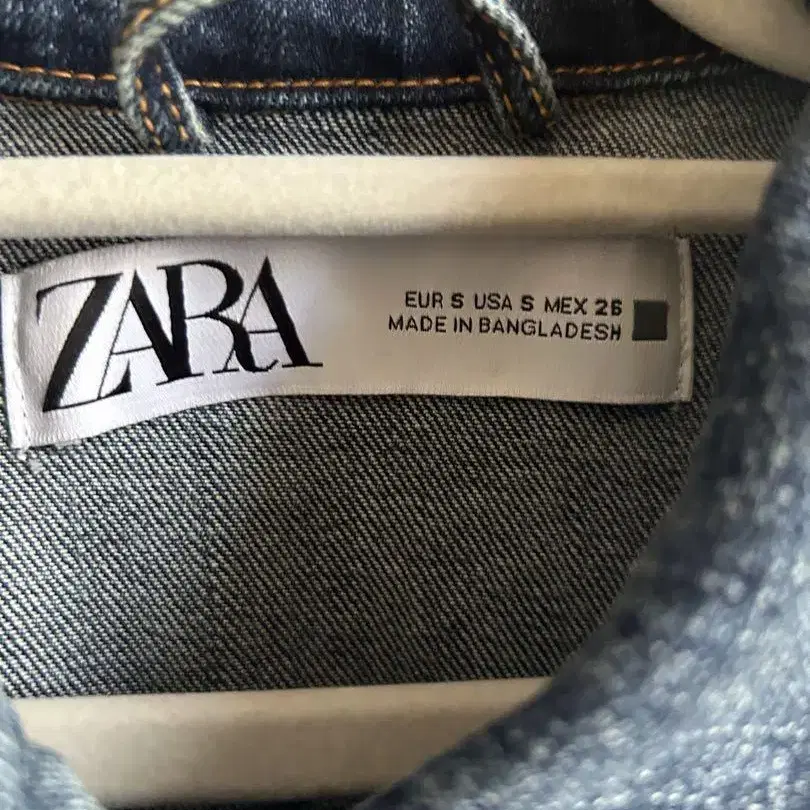 ZARA
EUR S USA S MEX 26
MADE IN BANGLADESH